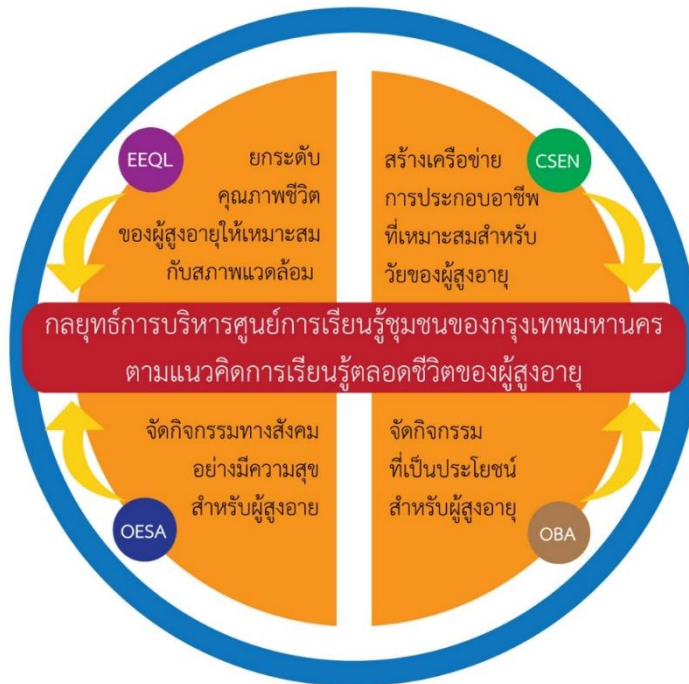 EEQL
ยกระดับ
คุณภาพชีวิต
ของผู้สูงอายุให้เหมาะสม
กับสภาพแวดล้อม
สร้างเครือข่าย
การประกอบอาชีพ
ที่เหมาะสมสำหรับ
วัยของผู้สูงอายุ
CSEN
กลยุทธ์การบริหารศูนย์การเรียนรู้ชุมชนของกรุงเทพมหานคร
ตามแนวคิดการเรียนรู้ตลอดชีวิตของผู้สูงอายุ
จัดกิจกรรมทางสังคม
อย่างมีความสุข
สำหรับผู้สูงอาย
OESA
จัดกิจกรรม
ที่เป็นประโยชน์
สำหรับผู้สูงอายุ
OBA